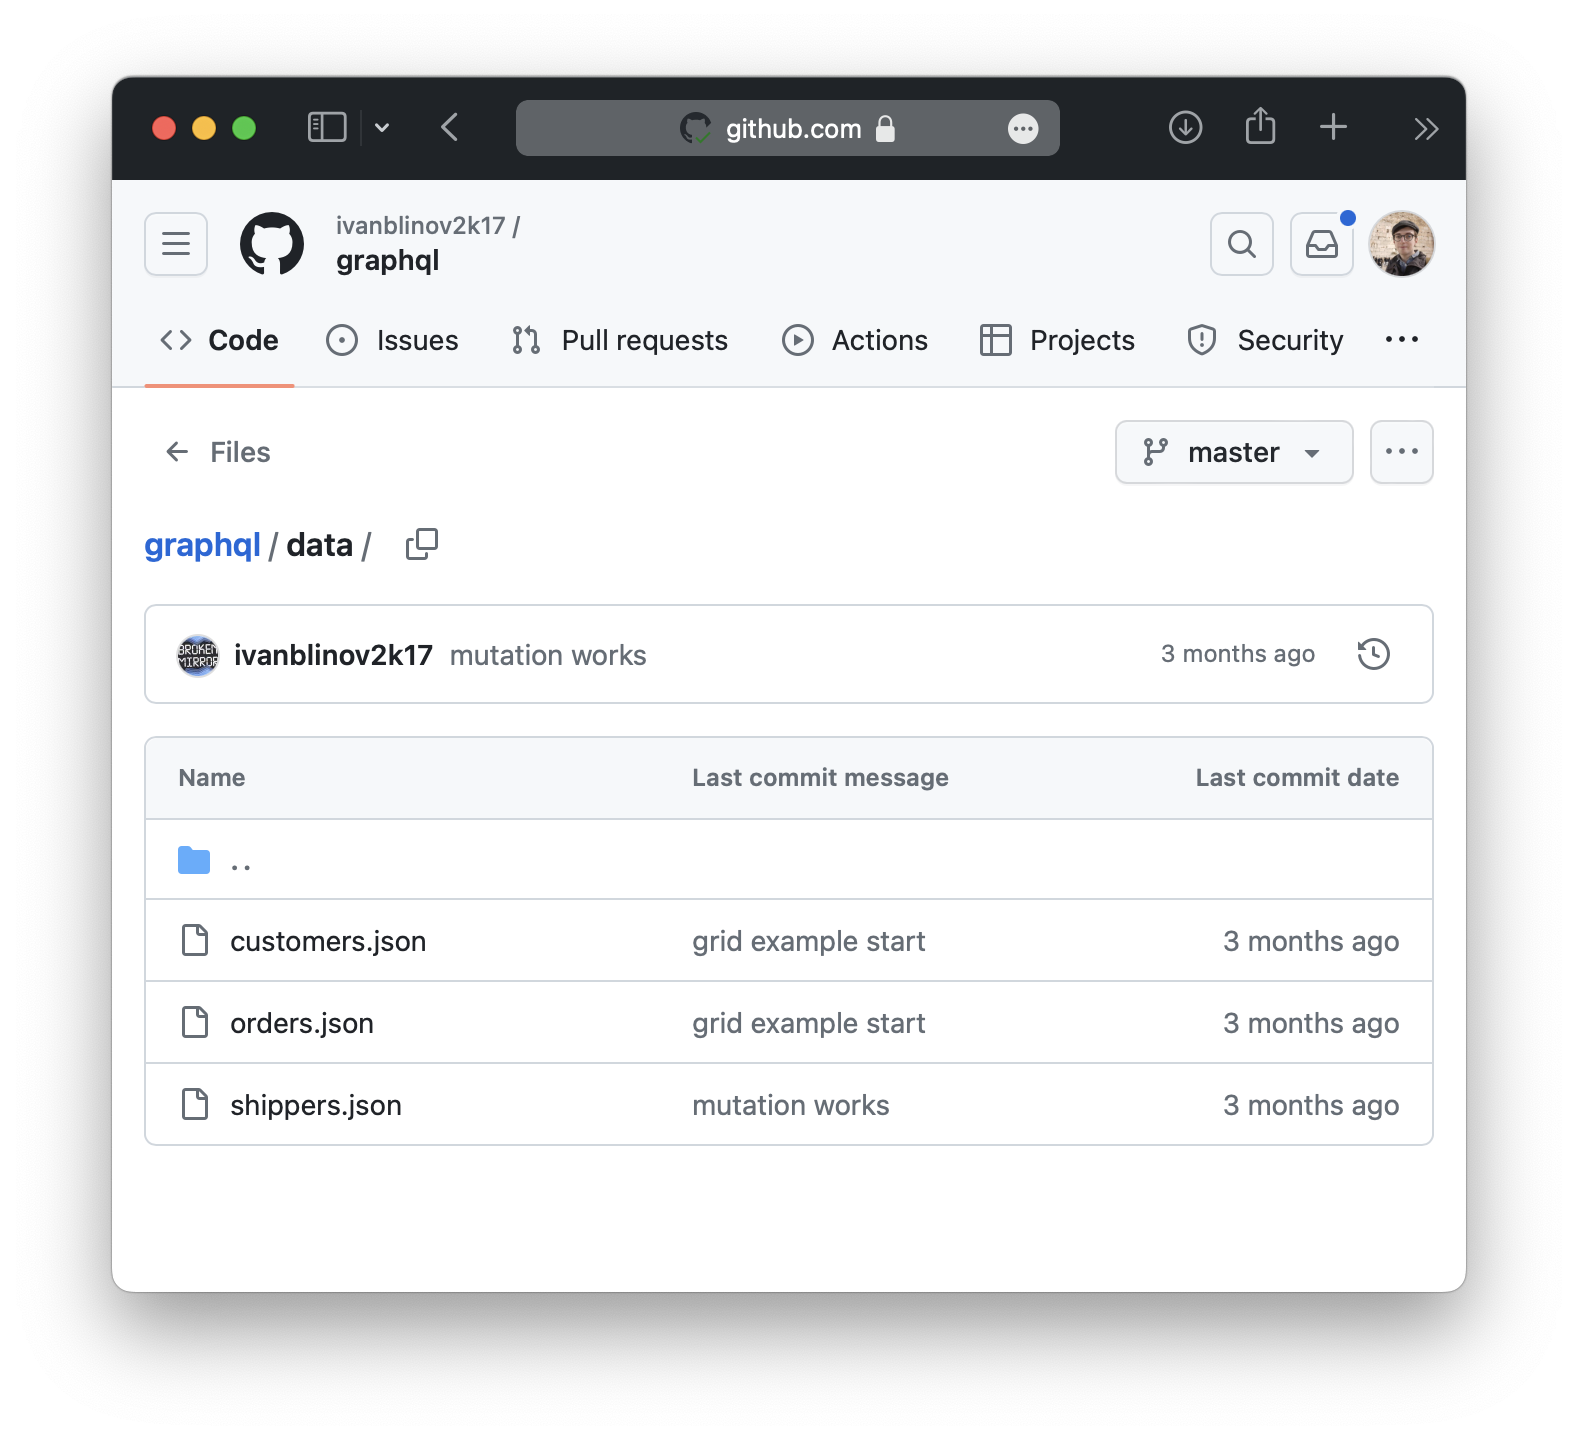 github.com
ivanblinov2k17 /
graphql
Code Issues Pull requests Actions Projects Security
Files master
graphql / data /
BROKEN
MIRROR
ivanblinov2k17 mutation works 3 months ago
Name Last commit message Last commit date
..
customers.json grid example start 3 months ago
orders.json grid example start 3 months ago
shippers.json mutation works 3 months ago